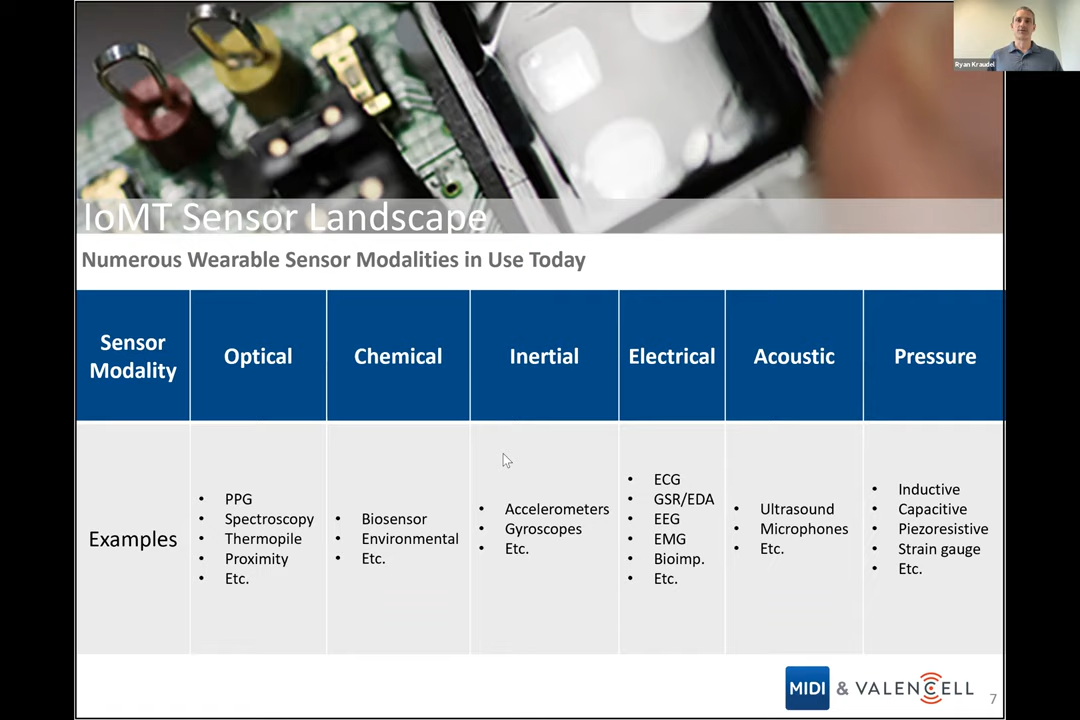 Ryan Kraudel
IoMT Sensor Landscape
Numerous Wearable Sensor Modalities in Use Today
Sensor
Modality
Optical
Chemical
Inertial
Electrical
Acoustic
Pressure
Examples
• PPG
• Spectroscopy
• Thermopile
• Proximity
• Etc.
• Biosensor
• Environmental
• Etc.
• Accelerometers
• Gyroscopes
• Etc.
• ECG
• GSR/EDA
• EEG
• EMG
• Bioimp.
• Etc.
• Ultrasound
• Microphones
• Etc.
• Inductive
• Capacitive
• Piezoresistive
• Strain gauge
• Etc.
MIDI & VALENCELL
7